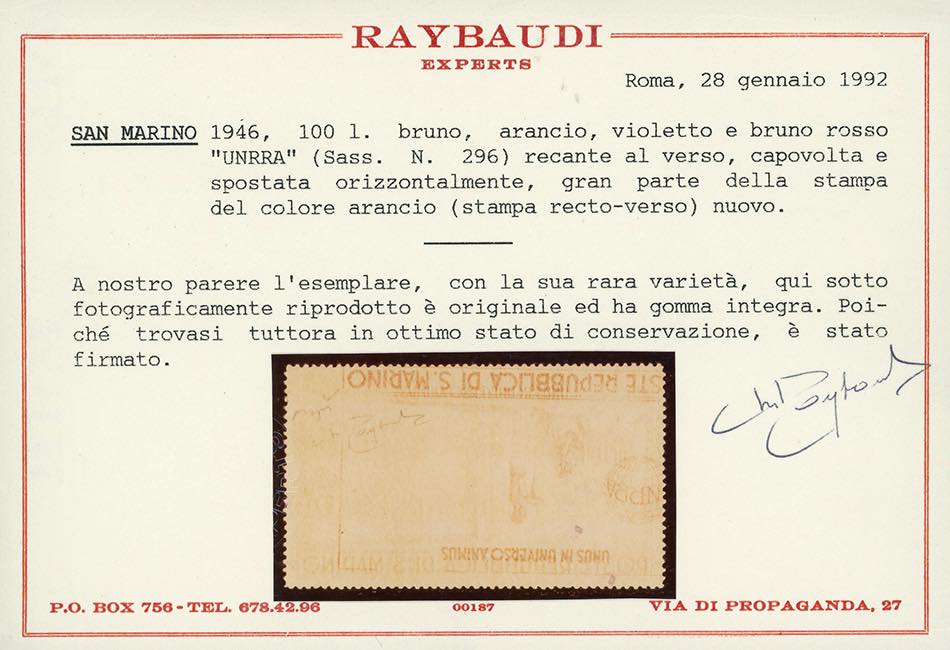 RAYBAUDI
EXPERTS
Roma, 28 gennaio 1992
SAN MARINO 1946, 100 l. bruno, arancio, violetto e bruno rosso
"UNRRA" (Sass. N. 296) recante al verso, capovolta e
spostata orizzontalmente, gran parte della stampa
del colore arancio (stampa recto-verso) nuovo.
A nostro parere l'esemplare, con la sua rara varietà, qui sotto
fotograficamente riprodotto è originale ed ha gomma integra. Poi-
ché trovasi tuttora in ottimo stato di conservazione, è stato
firmato.
STE REPUBBLICA DI S. MARINO
UNUS IN UNIVERSO ANIMUS
P.O. BOX 756 - TEL. 678.42.96
00187
VIA DI PROPAGANDA, 27